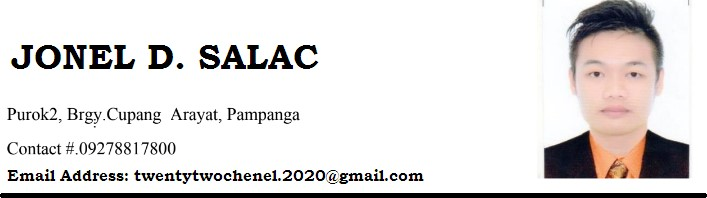 JONEL D. SALAC
Purok2, Brgy.Cupang Arayat, Pampanga
Contact #.09278817800
Email Address: twentytwochenel.2020@gmail.com